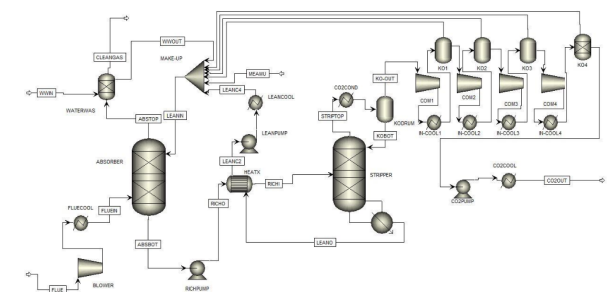 WWOUT
CLEANGAS
MAKE-UP
KO1
KO2
KO3
KO4
KO-OUT
MEAMU
WWIN
WATERWAS
LEANC4
LEANCOOL
CO2COND
COM1
COM2
COM3
COM4
ABSTOP
LEANIN
STRIPTOP
KODRUM
IN-COOL1
IN-COOL2
IN-COOL3
IN-COOL4
LEANPUMP
KOBOT
ABSORBER
LEANC2
HEATX
RICHI
STRIPPER
CO2COOL
CO2OUT
CO2PUMP
FLUECOOL
FLUEIN
RICHO
LEANO
ABSBOT
RICHPUMP
BLOWER
FLUE